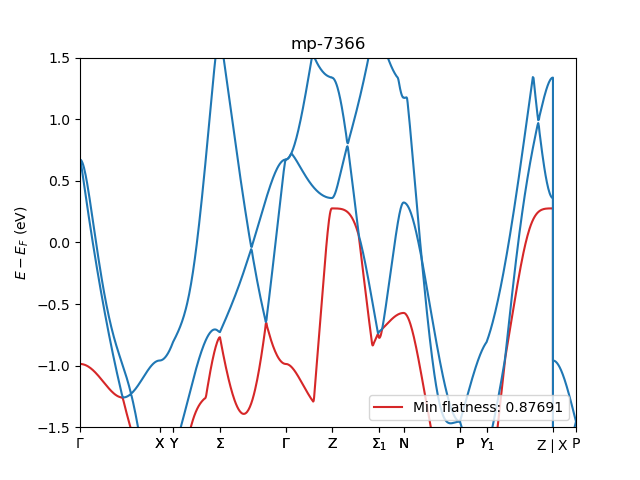 mp-7366
E − E_F (eV)
1.5
1.0
0.5
0.0
−0.5
−1.0
−1.5
Min flatness: 0.87691
Γ X Y Σ Γ Z Σ₁ N P Y₁ Z | X P